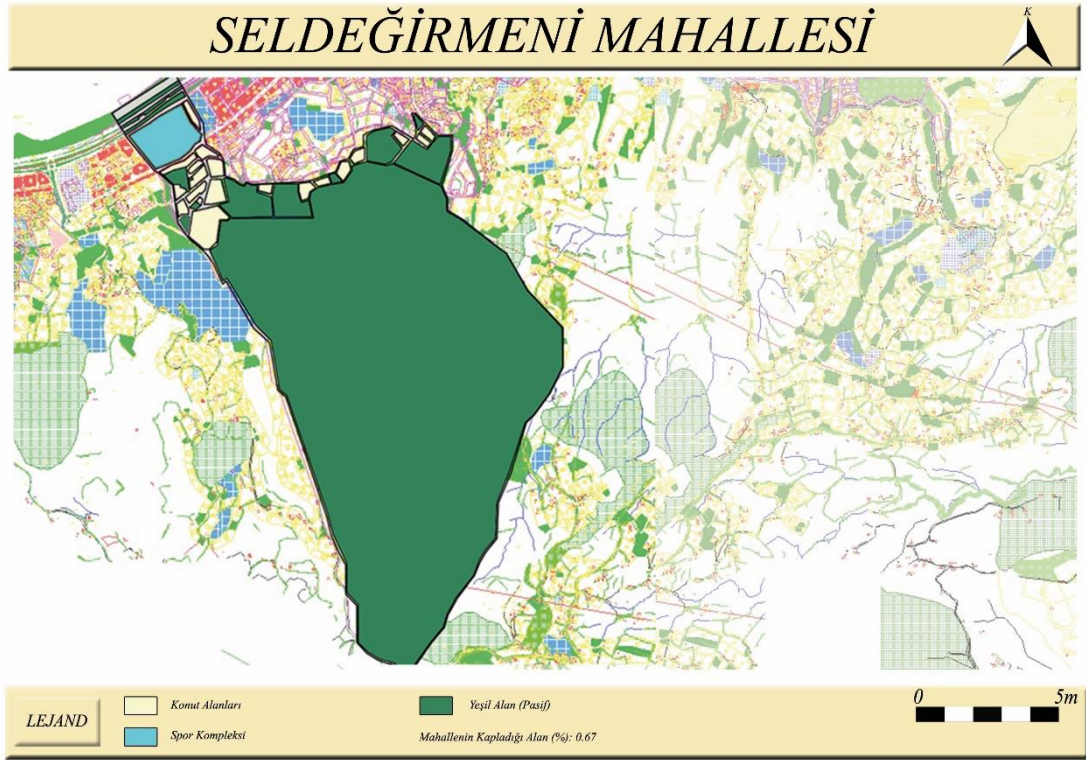 SELDEĞİRMENİ MAHALLESİ
K
LEJAND
Konut Alanları
Spor Kompleksi
Yeşil Alan (Pasif)
Mahallenin Kapladığı Alan (%): 0.67
0 5m